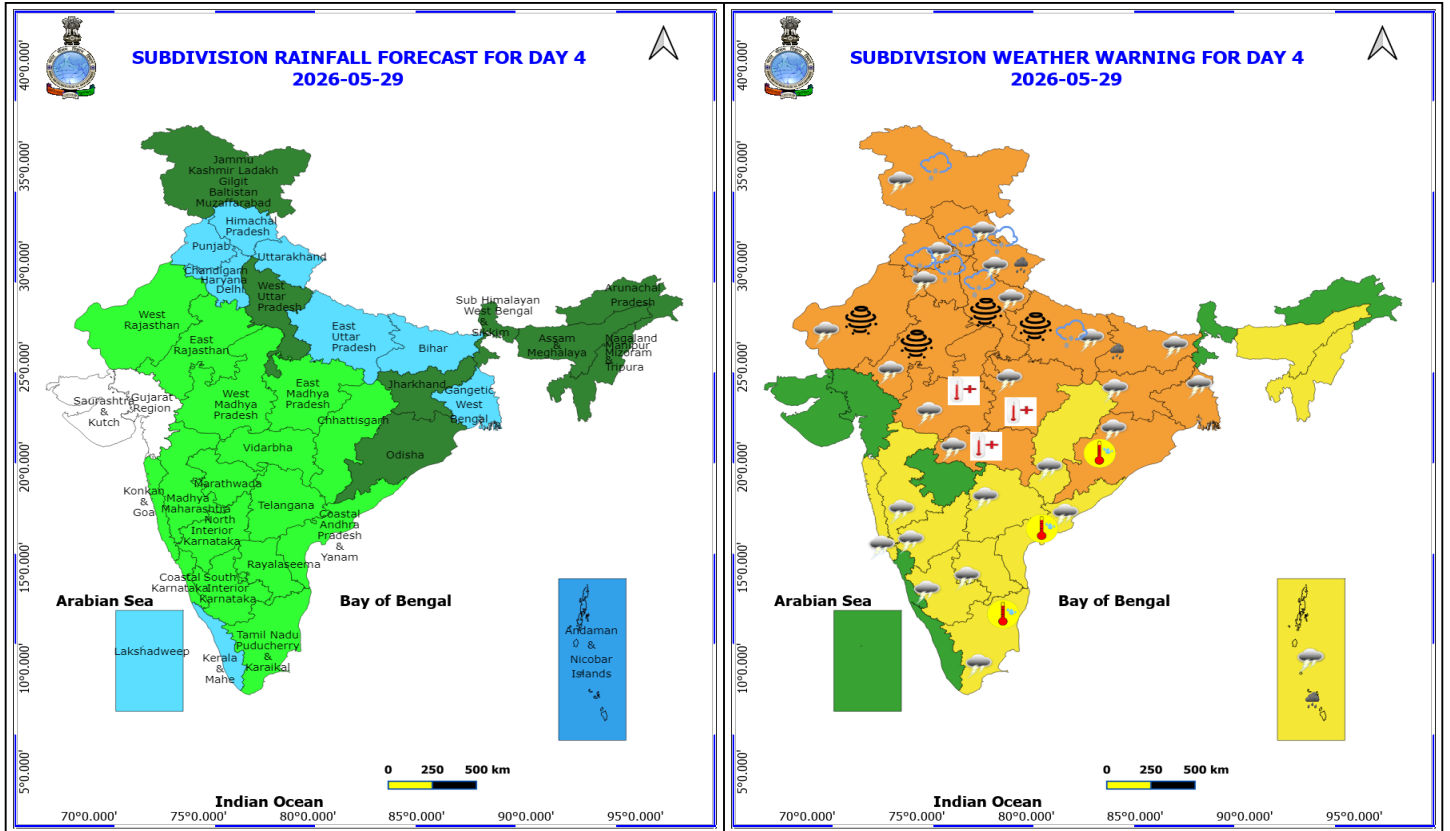 SUBDIVISION RAINFALL FORECAST FOR DAY 4
2026-05-29
40°0.000'
35°0.000'
30°0.000'
25°0.000'
20°0.000'
15°0.000'
10°0.000'
5°0.000'
Jammu
Kashmir Ladakh
Gilgit
Baltistan
Muzaffarabad
Himachal
Pradesh
Punjab
Uttarakhand
Chandigarh
Haryana
Delhi
West
Uttar
Pradesh
Arunachal
Pradesh
Sub Himalayan
West Bengal
&
Sikkim
West
Rajasthan
East
Rajasthan
East
Uttar
Pradesh
Bihar
Assam
&
Meghalaya
Nagaland
Manipur
Mizoram
&
Tripura
Saurashtra
&
Kutch
Gujarat
Region
West
Madhya
Pradesh
East
Madhya
Pradesh
Jharkhand
Gangetic
West
Bengal
Chhattisgarh
Vidarbha
Odisha
Konkan
&
Goa
Marathwada
Madhya
Maharashtra
North
Interior
Karnataka
Telangana
Coastal
Andhra
Pradesh
&
Yanam
Rayalaseema
Coastal
Karnataka
South
Interior
Karnataka
Arabian Sea
Bay of Bengal
Lakshadweep
Kerala
&
Mahe
Tamil Nadu
Puducherry
&
Karaikal
Andaman
&
Nicobar
Islands
0 250 500 km
Indian Ocean
70°0.000' 75°0.000' 80°0.000' 85°0.000' 90°0.000' 95°0.000'
SUBDIVISION WEATHER WARNING FOR DAY 4
2026-05-29
40°0.000'
35°0.000'
30°0.000'
25°0.000'
20°0.000'
15°0.000'
10°0.000'
5°0.000'
Arabian Sea
Bay of Bengal
0 250 500 km
Indian Ocean
70°0.000' 75°0.000' 80°0.000' 85°0.000' 90°0.000' 95°0.000'